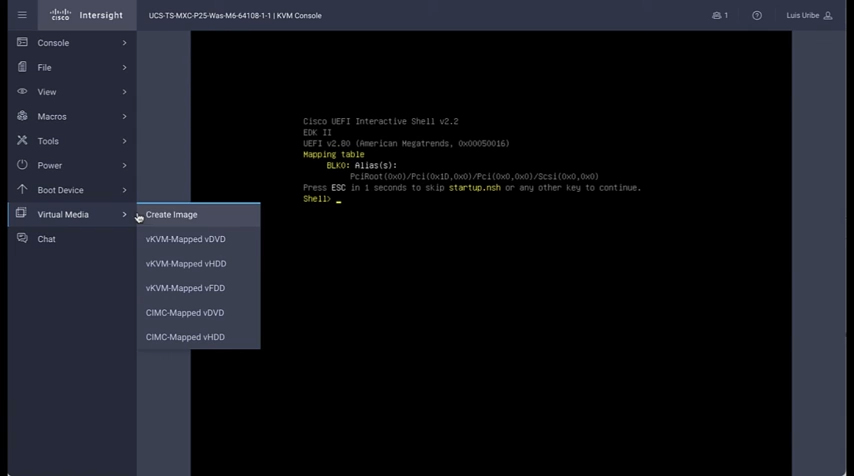 CISCO Intersight UCS-TS-MXC-P25-Was-M6-64108-1-1 | KVM Console 1 Luis Uribe
Console
File
View
Macros
Tools
Power
Boot Device
Virtual Media
Chat
Create Image
vKVM-Mapped vDVD
vKVM-Mapped vHDD
vKVM-Mapped vFDD
CIMC-Mapped vDVD
CIMC-Mapped vHDD
Cisco UEFI Interactive Shell v2.2
EDK II
UEFI v2.80 (American Megatrends, 0x00050016)
Mapping table
BLK0: Alias(s):
PciRoot(0x0)/Pci(0x1D,0x0)/Pci(0x0,0x0)/Scsi(0x0,0x0)
Press ESC in 1 seconds to skip startup.nsh or any other key to continue.
Shell> _